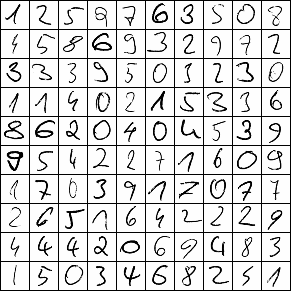 1 2 5 9 7 6 3 5 0 8
4 5 8 6 9 3 2 9 7 2
3 3 3 9 5 0 3 2 3 0
1 1 4 0 2 1 5 3 3 6
8 6 2 0 4 0 4 5 3 9
9 5 4 2 2 7 1 6 0 9
1 7 0 3 9 1 7 0 7 7
2 6 5 1 6 4 2 2 2 9
4 4 4 2 0 6 9 4 8 3
1 5 0 3 4 6 8 2 5 1